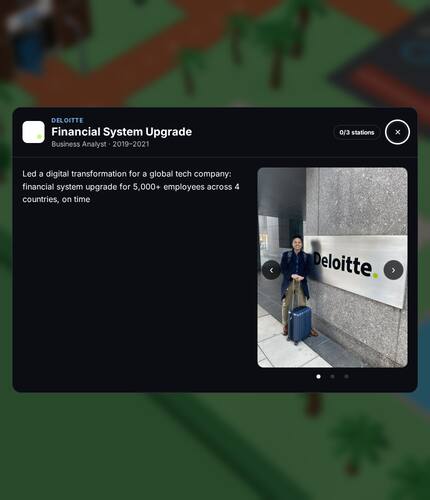 DELOITTE
Financial System Upgrade
Business Analyst · 2019–2021
0/3 stations
Led a digital transformation for a global tech company:
financial system upgrade for 5,000+ employees across 4
countries, on time
Deloitte.